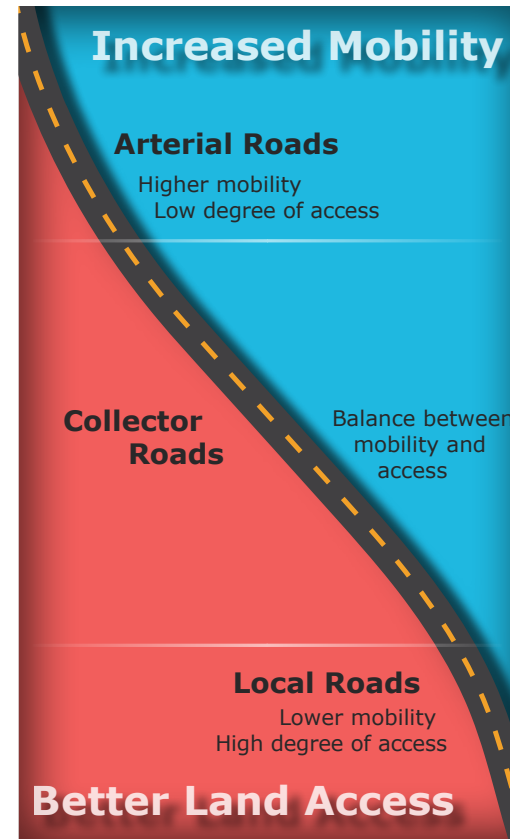 Increased Mobility
Arterial Roads
Higher mobility
Low degree of access
Collector
Roads
Balance between
mobility and
access
Local Roads
Lower mobility
High degree of access
Better Land Access